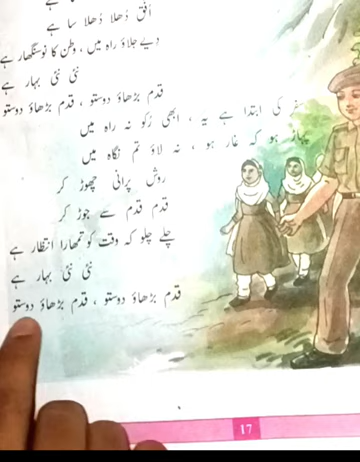 افق دُھلا دُھلا سا ہے
دیے جلاؤ راہ میں، وطن کا نو سنگھار ہے
نئی نئی بہار ہے
قدم بڑھاؤ دوستو ، قدم بڑھاؤ دوستو
سفر کی ابتدا ہے یہ ، ابھی رُکو نہ راہ میں
پہاڑ ہو کہ غار ہو ، نہ لاؤ تم نگاہ میں
روش پرانی چھوڑ کر
قدم قدم سے جوڑ کر
چلے چلو کہ وقت کو تمھارا انتظار ہے
نئی نئی بہار ہے
قدم بڑھاؤ دوستو ، قدم بڑھاؤ دوستو
17